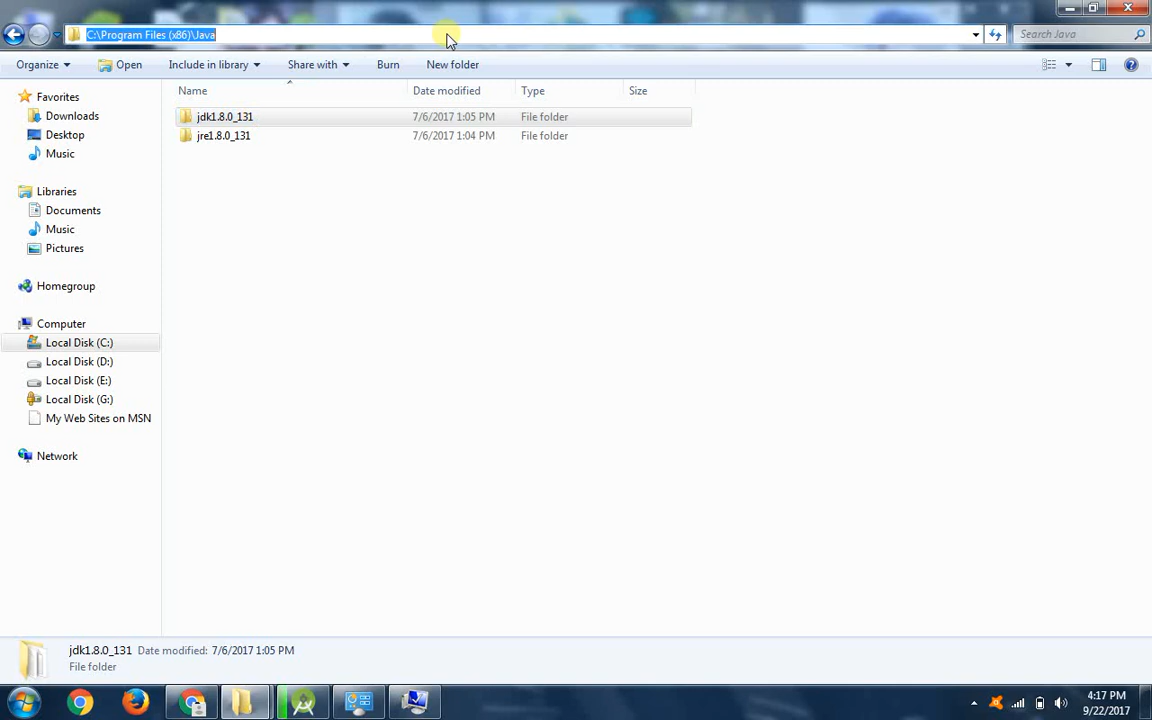 C:\Program Files (x86)\Java
Search Java
Organize Open Include in library Share with Burn New folder
Name Date modified Type Size
jdk1.8.0_131 7/6/2017 1:05 PM File folder
jre1.8.0_131 7/6/2017 1:04 PM File folder
Favorites
Downloads
Desktop
Music
Libraries
Documents
Music
Pictures
Homegroup
Computer
Local Disk (C:)
Local Disk (D:)
Local Disk (E:)
Local Disk (G:)
My Web Sites on MSN
Network
jdk1.8.0_131 Date modified: 7/6/2017 1:05 PM
File folder
4:17 PM
9/22/2017